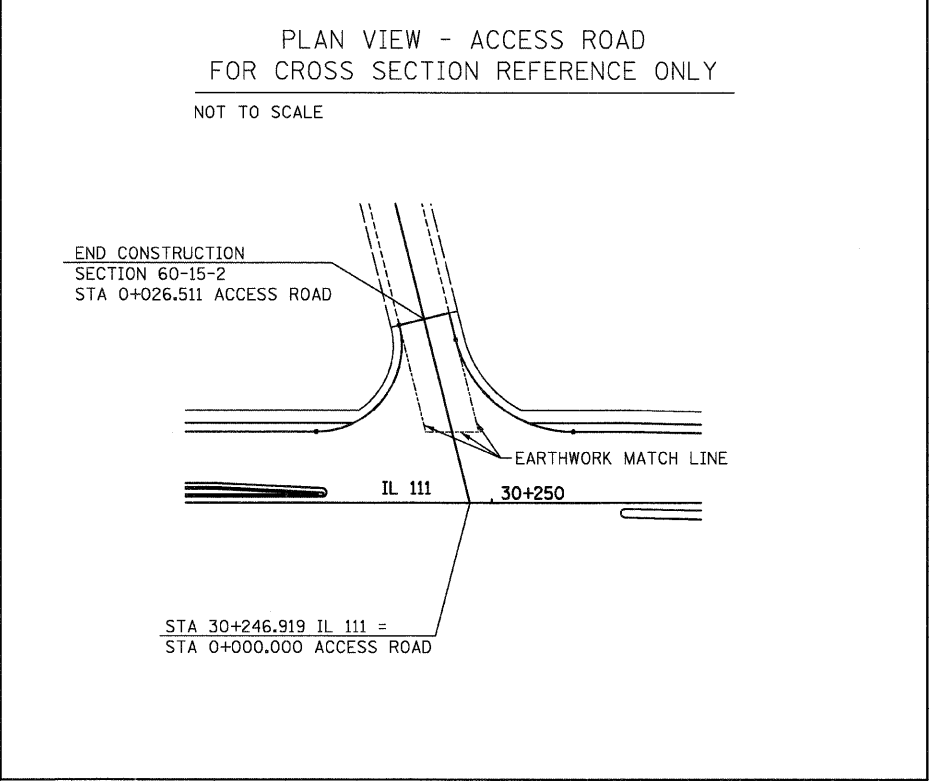 PLAN VIEW - ACCESS ROAD
FOR CROSS SECTION REFERENCE ONLY
NOT TO SCALE
END CONSTRUCTION
SECTION 60-15-2
STA 0+026.511 ACCESS ROAD
EARTHWORK MATCH LINE
IL 111
30+250
STA 30+246.919 IL 111 =
STA 0+000.000 ACCESS ROAD